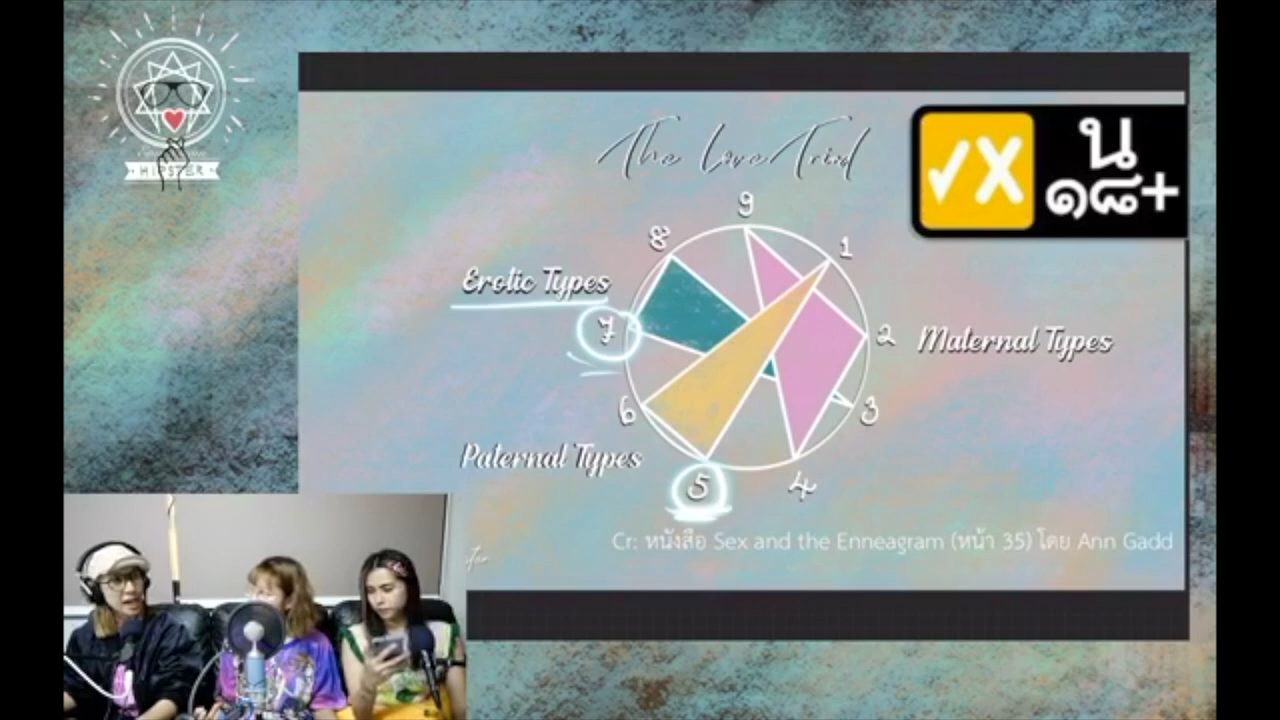 HIPSTER
The Love Triad
น
๑๘+
9
8
1
Erotic Types
7
2
Maternal Types
6
3
Paternal Types
5
4
Cr: หนังสือ Sex and the Enneagram (หน้า 35) โดย Ann Gadd